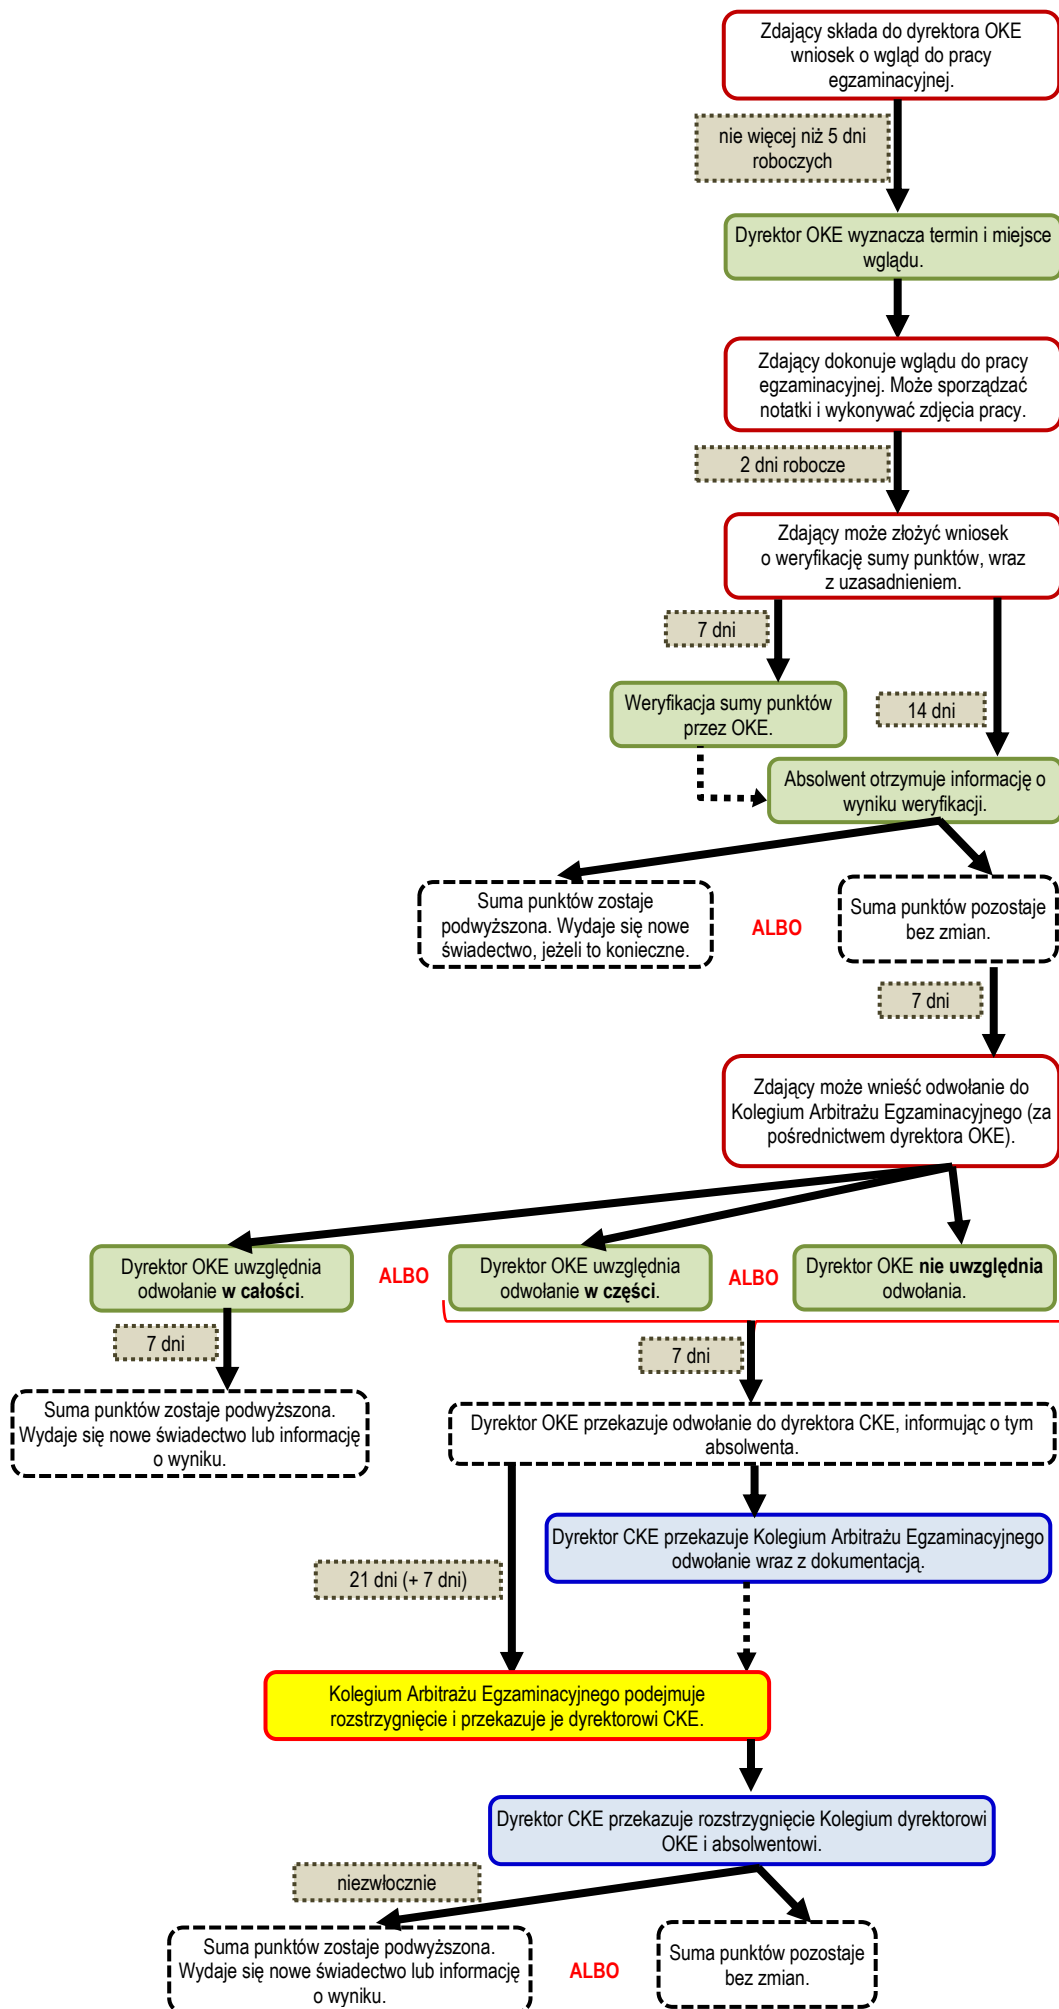 Zdający składa do dyrektora OKE
wniosek o wgląd do pracy
egzaminacyjnej.
nie więcej niż 5 dni
roboczych
Dyrektor OKE wyznacza termin i miejsce
wglądu.
Zdający dokonuje wglądu do pracy
egzaminacyjnej. Może sporządzać
notatki i wykonywać zdjęcia pracy.
2 dni robocze
Zdający może złożyć wniosek
o weryfikację sumy punktów, wraz
z uzasadnieniem.
7 dni
Weryfikacja sumy punktów
przez OKE.
14 dni
Absolwent otrzymuje informację o
wyniku weryfikacji.
Suma punktów zostaje
podwyższona. Wydaje się nowe
świadectwo, jeżeli to konieczne.
ALBO
Suma punktów pozostaje
bez zmian.
7 dni
Zdający może wnieść odwołanie do
Kolegium Arbitrażu Egzaminacyjnego (za
pośrednictwem dyrektora OKE).
Dyrektor OKE uwzględnia
odwołanie w całości.
ALBO
Dyrektor OKE uwzględnia
odwołanie w części.
ALBO
Dyrektor OKE nie uwzględnia
odwołania.
7 dni
7 dni
Suma punktów zostaje podwyższona.
Wydaje się nowe świadectwo lub informację
o wyniku.
Dyrektor OKE przekazuje odwołanie do dyrektora CKE, informując o tym
absolwenta.
Dyrektor CKE przekazuje Kolegium Arbitrażu Egzaminacyjnego
odwołanie wraz z dokumentacją.
21 dni (+ 7 dni)
Kolegium Arbitrażu Egzaminacyjnego podejmuje
rozstrzygnięcie i przekazuje je dyrektorowi CKE.
Dyrektor CKE przekazuje rozstrzygnięcie Kolegium dyrektorowi
OKE i absolwentowi.
niezwłocznie
Suma punktów zostaje podwyższona.
Wydaje się nowe świadectwo lub informację
o wyniku.
ALBO
Suma punktów pozostaje
bez zmian.